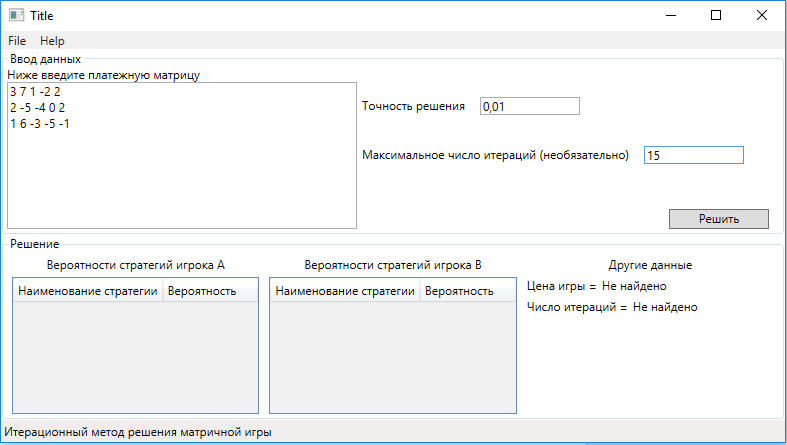 Title
File Help
Ввод данных
Ниже введите платежную матрицу
3 7 1 -2 2
2 -5 -4 0 2
1 6 -3 -5 -1
Точность решения 0,01
Максимальное число итераций (необязательно) 15
Решить
Решение
Вероятности стратегий игрока А
Наименование стратегии Вероятность
Вероятности стратегий игрока В
Наименование стратегии Вероятность
Другие данные
Цена игры = Не найдено
Число итераций = Не найдено
Итерационный метод решения матричной игры